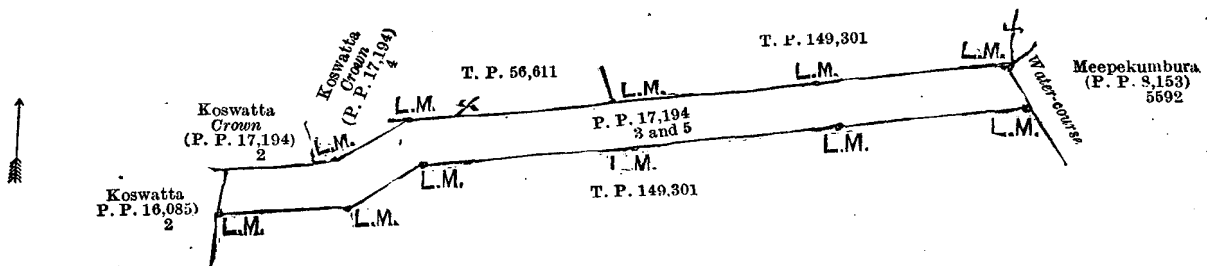 T. P. 149,301
L.M.
Water-course
Meepekumbura
(P. P. 8,153)
5592
Koswatta
Crown
(P. P. 17,194)
4
T. P. 56,611
L.M.
L.M.
L.M.
Koswatta
Crown
(P. P. 17,194)
2
L.M.
P. P. 17,194
3 and 5
L.M.
L.M.
L.M.
L.M.
T. P. 149,301
Koswatta
P. P. 16,085)
2
L.M.
L.M.